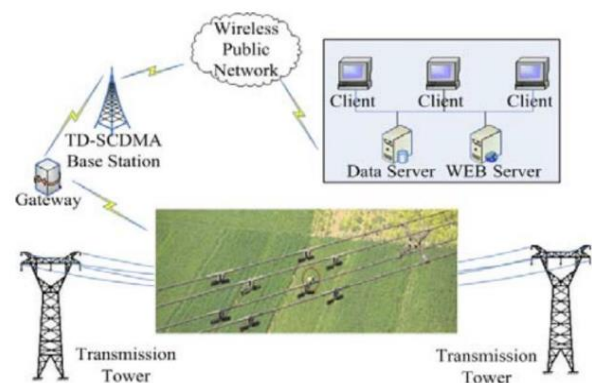 Wireless
Public
Network
Client
Client
Client
TD-SCDMA
Base Station
Data Server
WEB Server
Gateway
Transmission
Tower
Transmission
Tower